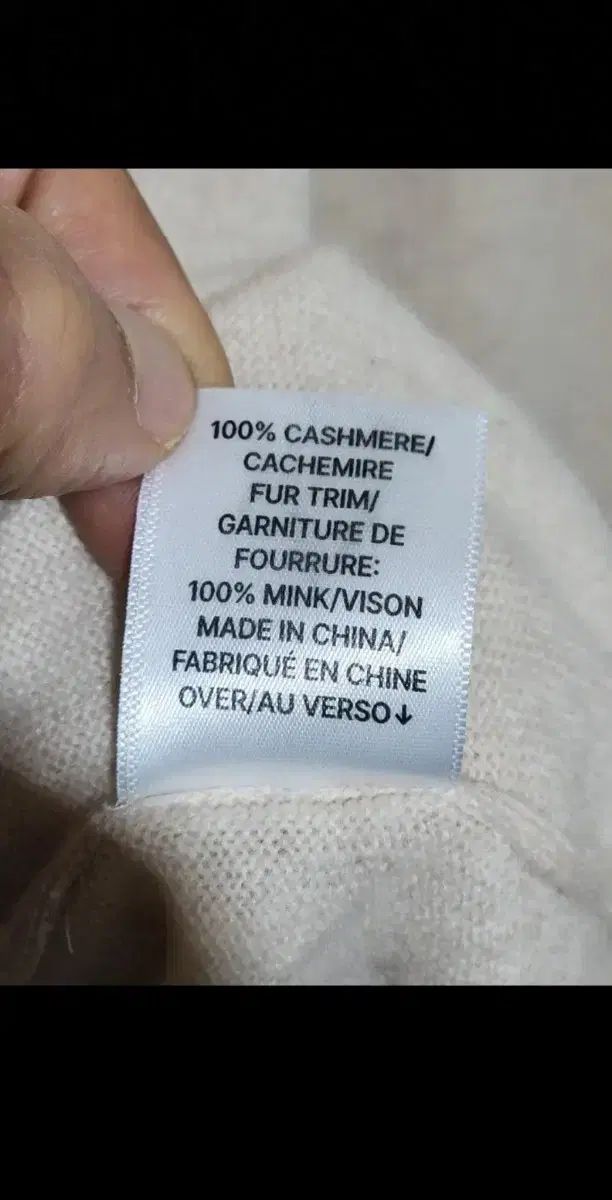 100% CASHMERE/
CACHEMIRE
FUR TRIM/
GARNITURE DE
FOURRURE:
100% MINK/VISON
MADE IN CHINA/
FABRIQUÉ EN CHINE
OVER/AU VERSO↓